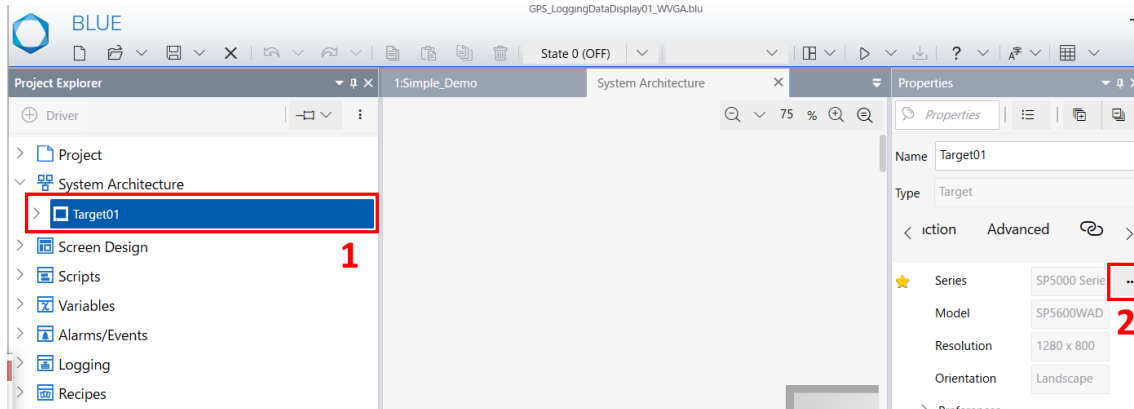 GPS_LoggingDataDisplay01_WVGA.blu
BLUE
State 0 (OFF)
?
Project Explorer
1:Simple_Demo
System Architecture
Properties
Driver
75 %
Properties
Project
Name Target01
System Architecture
Type Target
Target01
1
Advanced
Screen Design
Scripts
Series SP5000 Serie ..
2
Variables
Model SP5600WAD
Alarms/Events
Resolution 1280 x 800
Logging
Orientation Landscape
Recipes